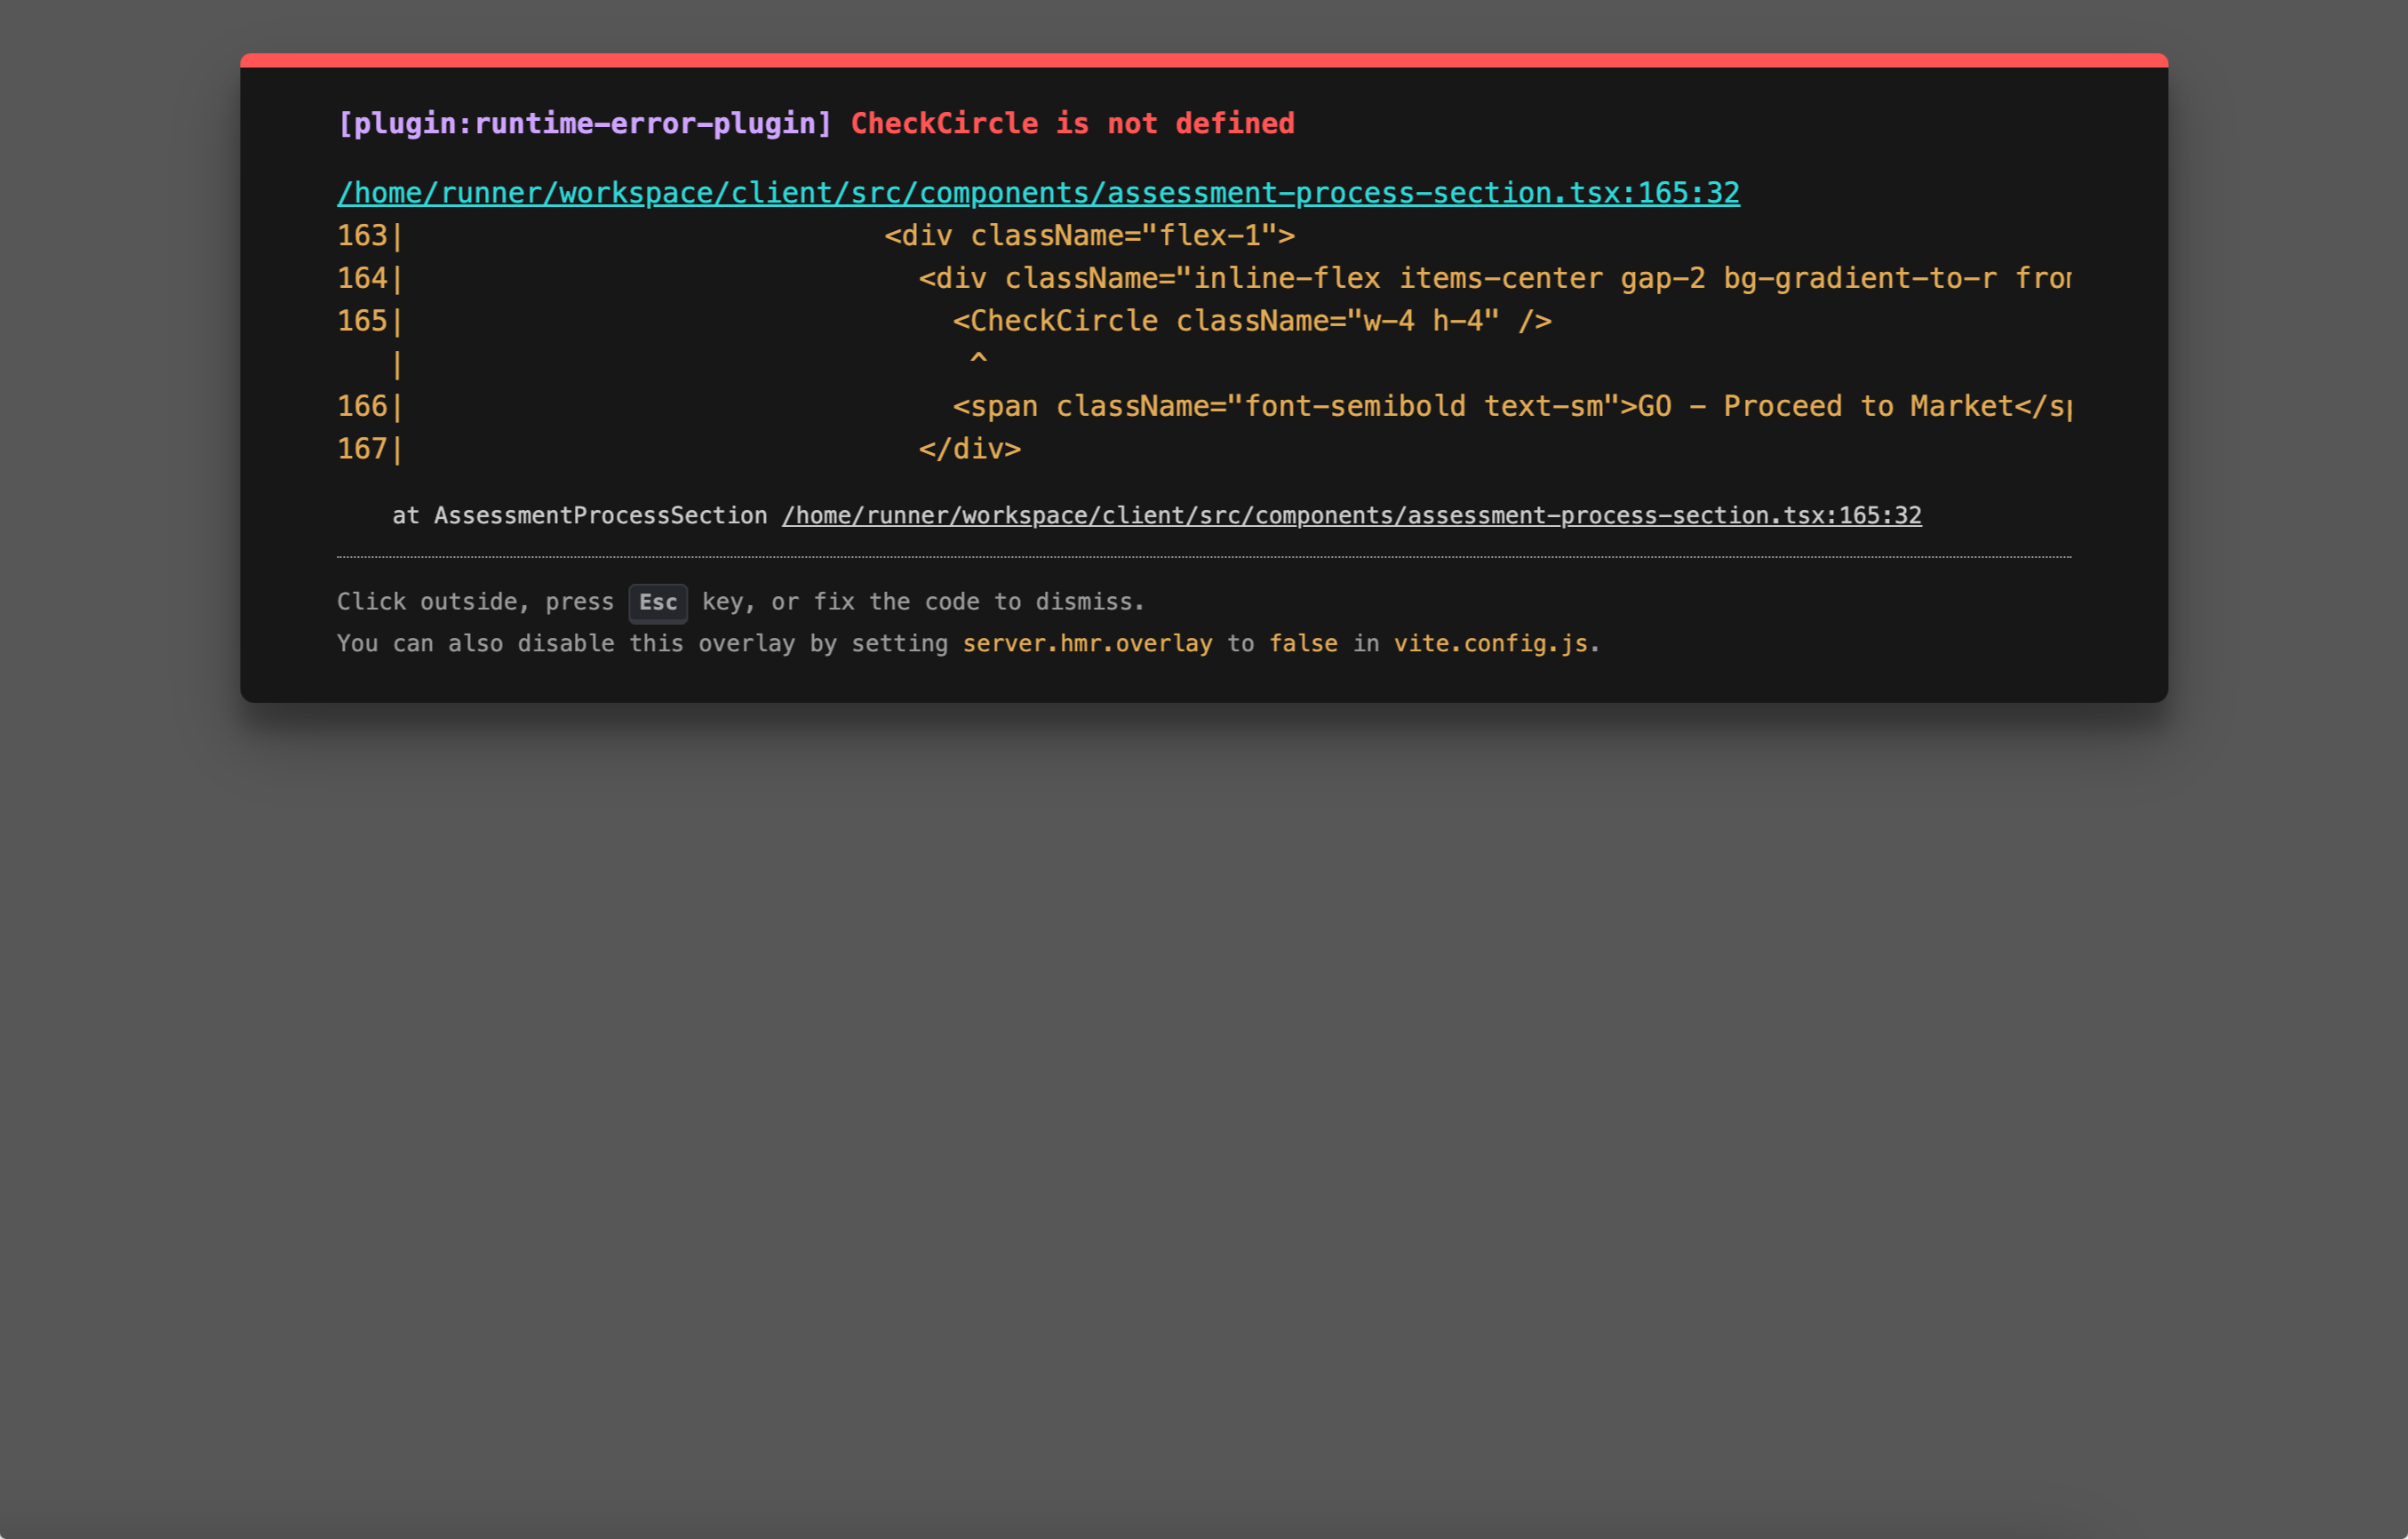 [plugin:runtime-error-plugin] CheckCircle is not defined
/home/runner/workspace/client/src/components/assessment-process-section.tsx:165:32
163|                            <div className="flex-1">
164|                              <div className="inline-flex items-center gap-2 bg-gradient-to-r
165|                                <CheckCircle className="w-4 h-4" />
   |                                 ^
166|                                <span className="font-semibold text-sm">GO - Proceed to Market
167|                              </div>
at AssessmentProcessSection /home/runner/workspace/client/src/components/assessment-process-section.tsx:165:32
Click outside, press Esc key, or fix the code to dismiss.
You can also disable this overlay by setting server.hmr.overlay to false in vite.config.js.